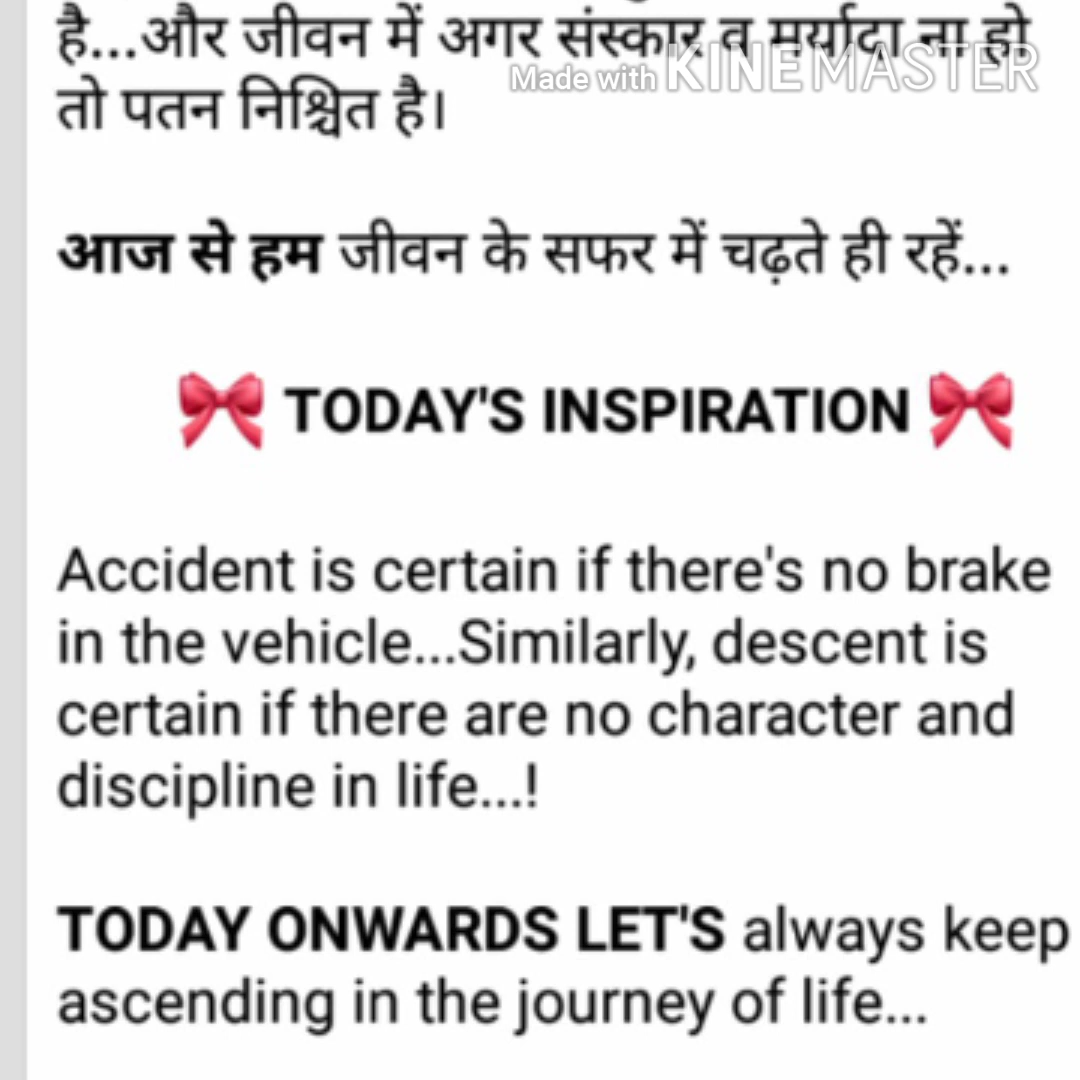 है...और जीवन में अगर संस्कार व मर्यादा ना हो
Made with KINEMASTER
तो पतन निश्चित है।
आज से हम जीवन के सफर में चढ़ते ही रहें...
🎀 TODAY'S INSPIRATION 🎀
Accident is certain if there's no brake
in the vehicle...Similarly, descent is
certain if there are no character and
discipline in life...!
TODAY ONWARDS LET'S always keep
ascending in the journey of life...